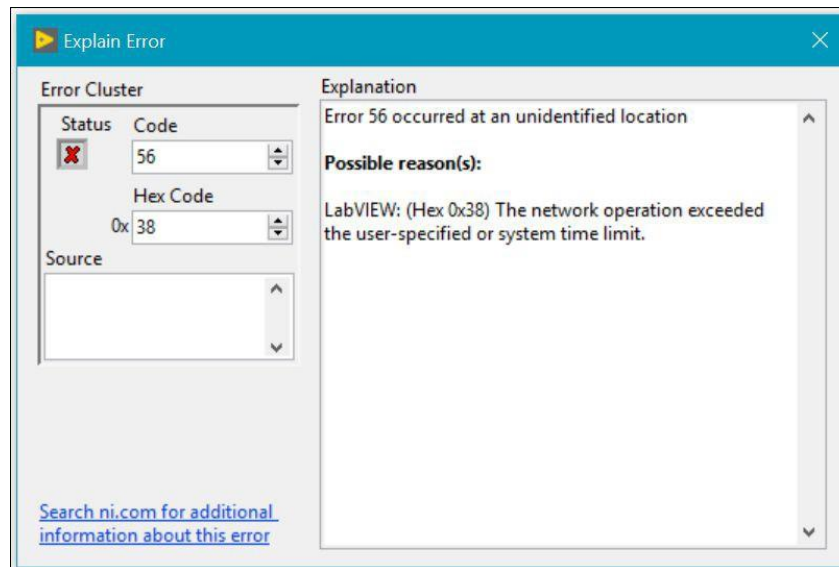 Explain Error
Error Cluster
Status Code
56
Hex Code
0x 38
Source
Search ni.com for additional
information about this error
Explanation
Error 56 occurred at an unidentified location
Possible reason(s):
LabVIEW: (Hex 0x38) The network operation exceeded
the user-specified or system time limit.